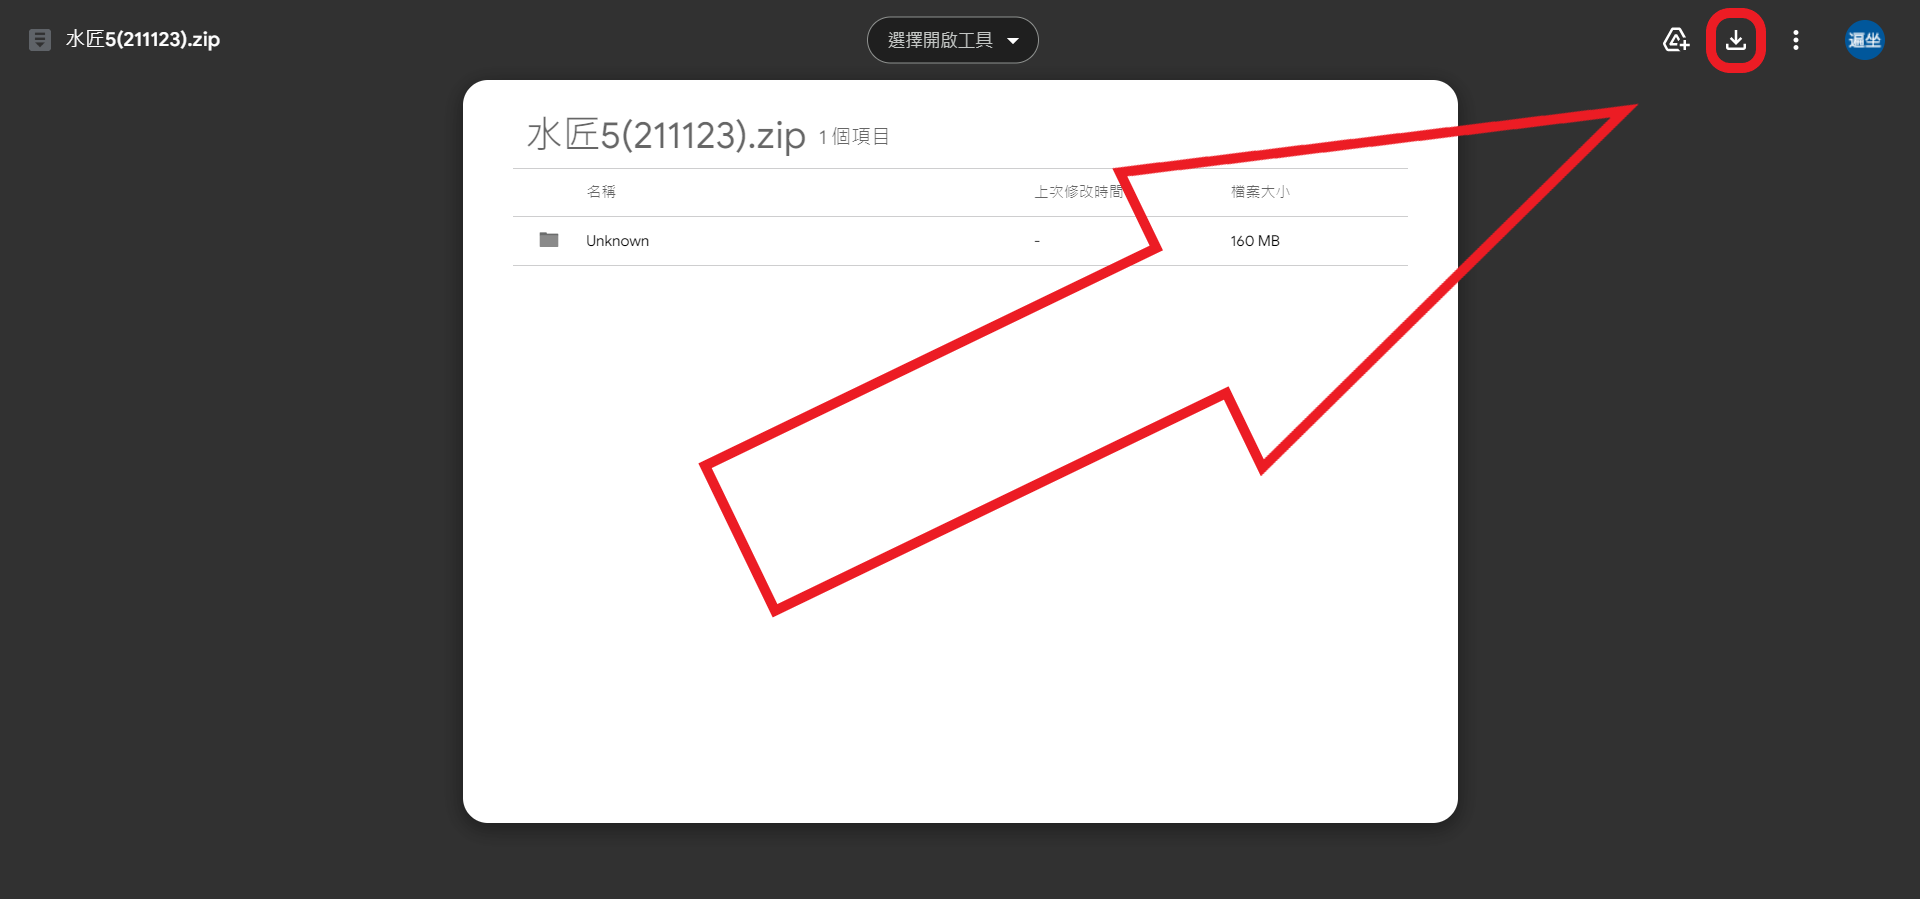 水匠5(211123).zip
選擇開啟工具
遍坐
水匠5(211123).zip 1 個項目
名稱 上次修改時間 檔案大小
Unknown - 160 MB